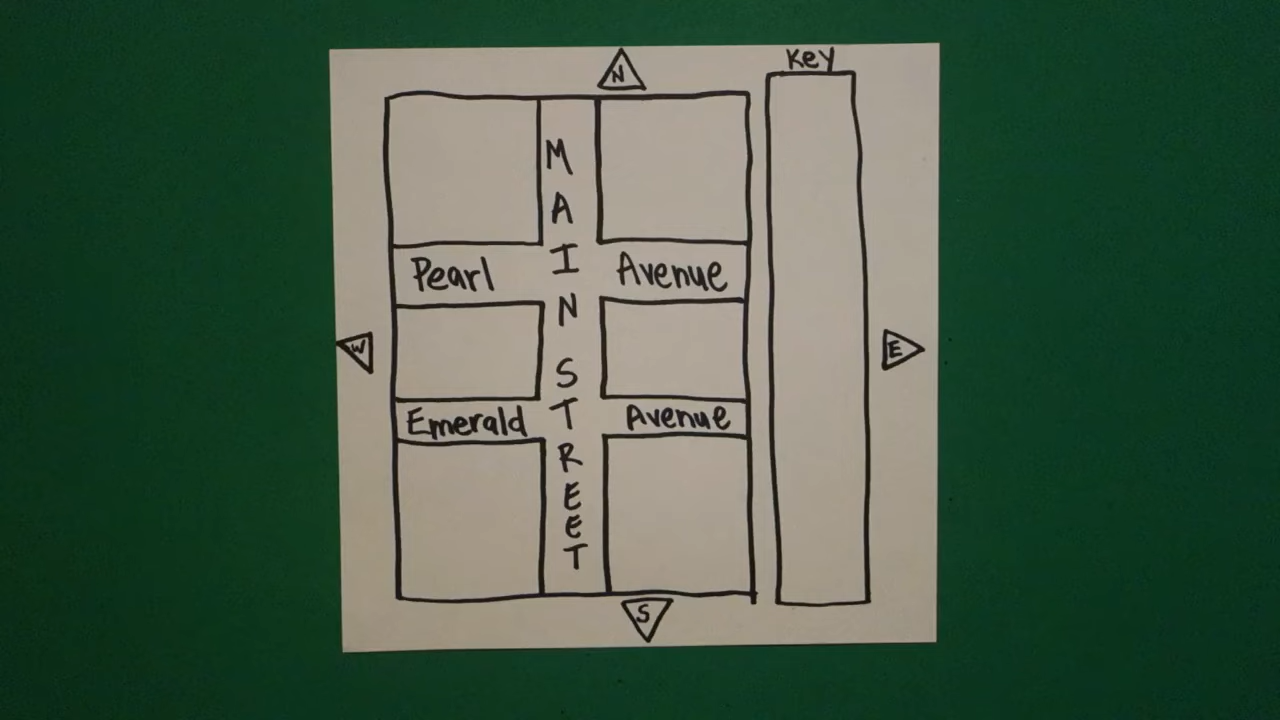 Key
N
MAIN STREET
Pearl Avenue
W
E
Emerald Avenue
S